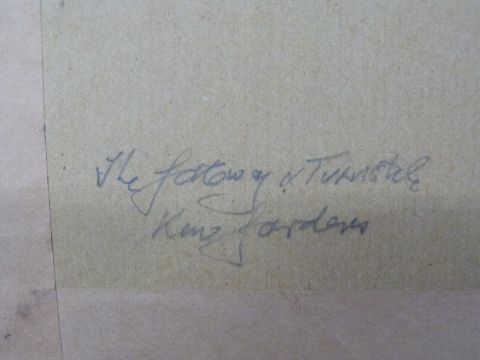 The Gateway & Turnstile
Kew Gardens